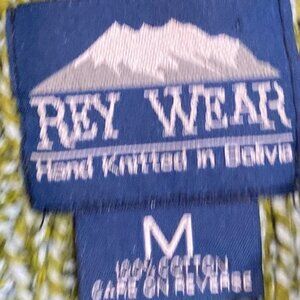 REY WEAR
Hand Knitted in Bolivia
M
100% COTTON
CARE ON REVERSE